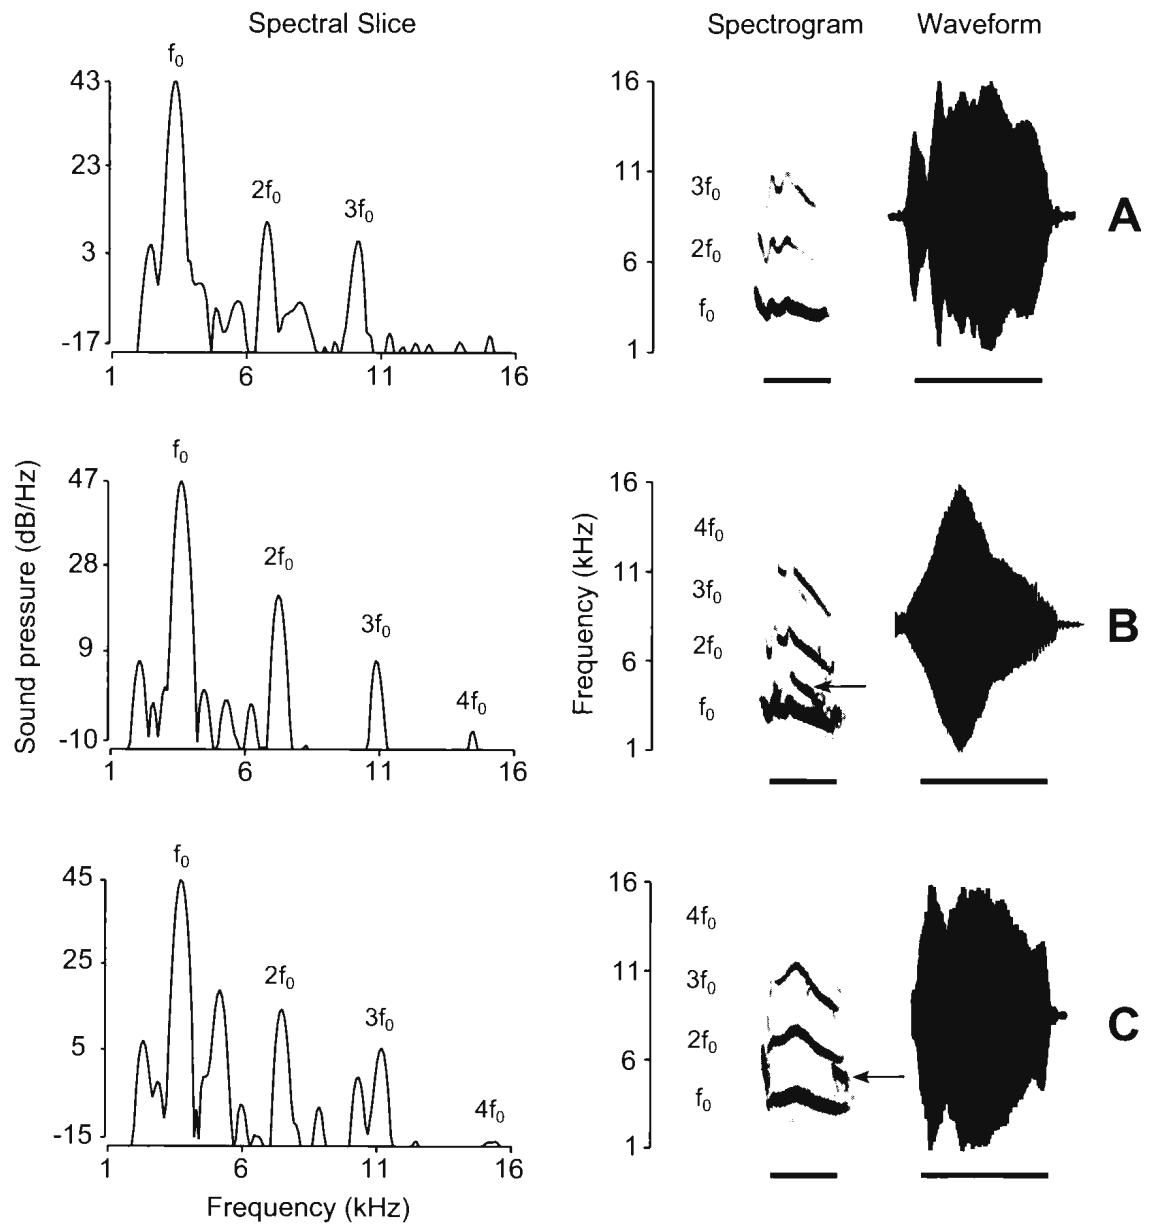 Spectral Slice
Spectrogram
Waveform
f₀
43
23
3
-17
2f₀
3f₀
1
6
11
16
16
11
6
1
3f₀
2f₀
f₀
A
Sound pressure (dB/Hz)
f₀
47
28
9
-10
2f₀
3f₀
4f₀
1
6
11
16
Frequency (kHz)
16
11
6
1
4f₀
3f₀
2f₀
f₀
B
f₀
45
25
5
-15
2f₀
3f₀
4f₀
1
6
11
16
Frequency (kHz)
16
11
6
1
4f₀
3f₀
2f₀
f₀
C